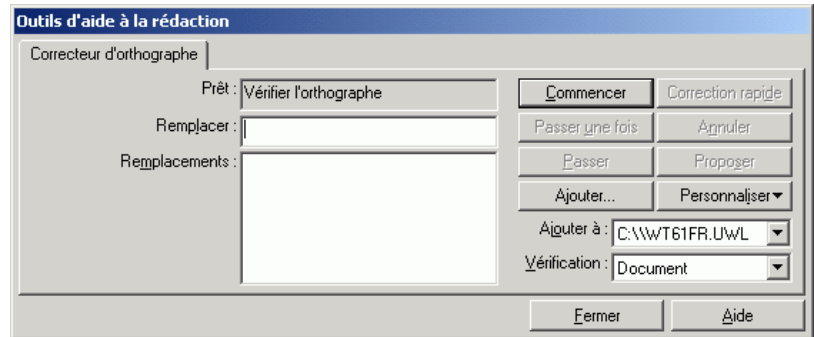 Outils d'aide à la rédaction
Correcteur d'orthographe
Prêt : Vérifier l'orthographe
Commencer Correction rapide
Remplacer :
Passer une fois Annuler
Remplacements :
Passer Proposer
Ajouter... Personnaliser
Ajouter à : C:\\WT61FR.UWL
Vérification : Document
Fermer Aide